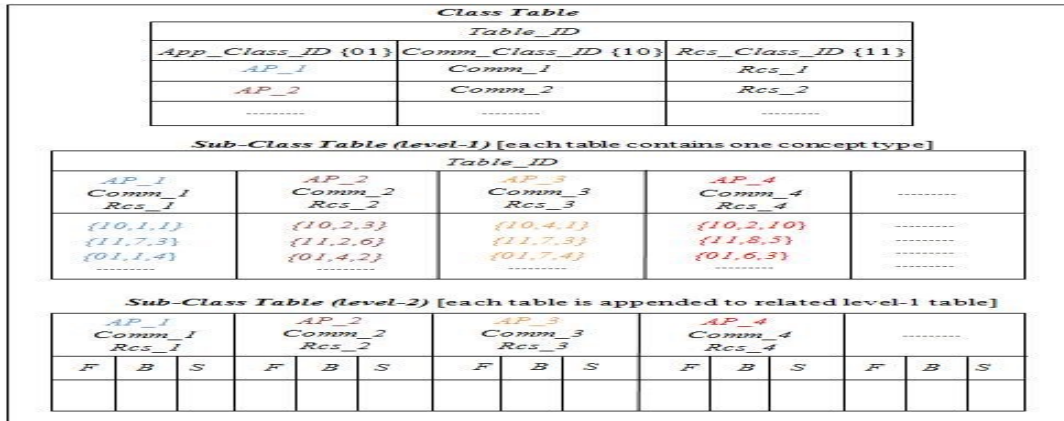 Class Table
Table_ID
App_Class_ID {01} Comm_Class_ID {10} Rcs_Class_ID {11}
AP_1 Comm_1 Rcs_1
AP_2 Comm_2 Rcs_2
-------- -------- --------
Sub-Class Table (level-1) [each table contains one concept type]
Table_ID
AP_1 AP_2 AP_3 AP_4
Comm_1 Comm_2 Comm_3 Comm_4 --------
Rcs_1 Rcs_2 Rcs_3 Rcs_4
{10,1,1} {10,2,3} {10,4,1} {10,2,10} --------
{11,7,3} {11,2,6} {11,7,3} {11,8,5} --------
{01,1,4} {01,4,2} {01,7,4} {01,6,3} --------
-------- -------- -------- -------- --------
Sub-Class Table (level-2) [each table is appended to related level-1 table]
AP_1 AP_2 AP_3 AP_4
Comm_1 Comm_2 Comm_3 Comm_4 --------
Rcs_1 Rcs_2 Rcs_3 Rcs_4
F B S F B S F B S F B S F B S